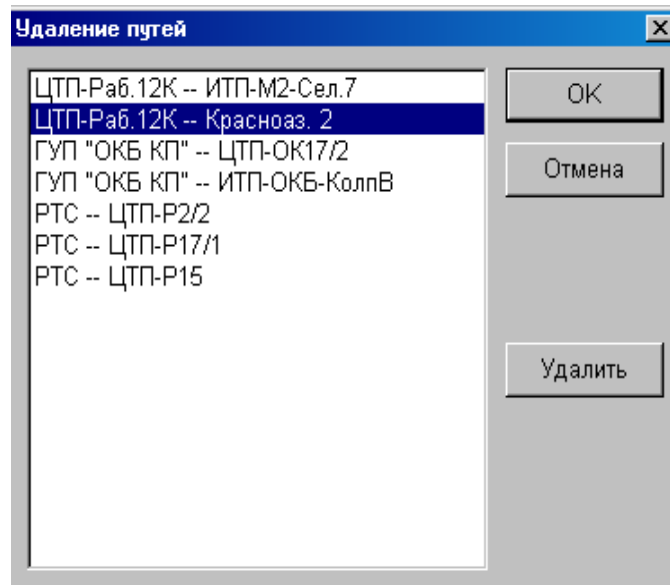 Удаление путей
ЦТП-Раб.12К -- ИТП-М2-Сел.7
ЦТП-Раб.12К -- Красноаз. 2
ГУП "ОКБ КП" -- ЦТП-ОК17/2
ГУП "ОКБ КП" -- ИТП-ОКБ-КолпВ
РТС -- ЦТП-Р2/2
РТС -- ЦТП-Р17/1
РТС -- ЦТП-Р15
OK
Отмена
Удалить